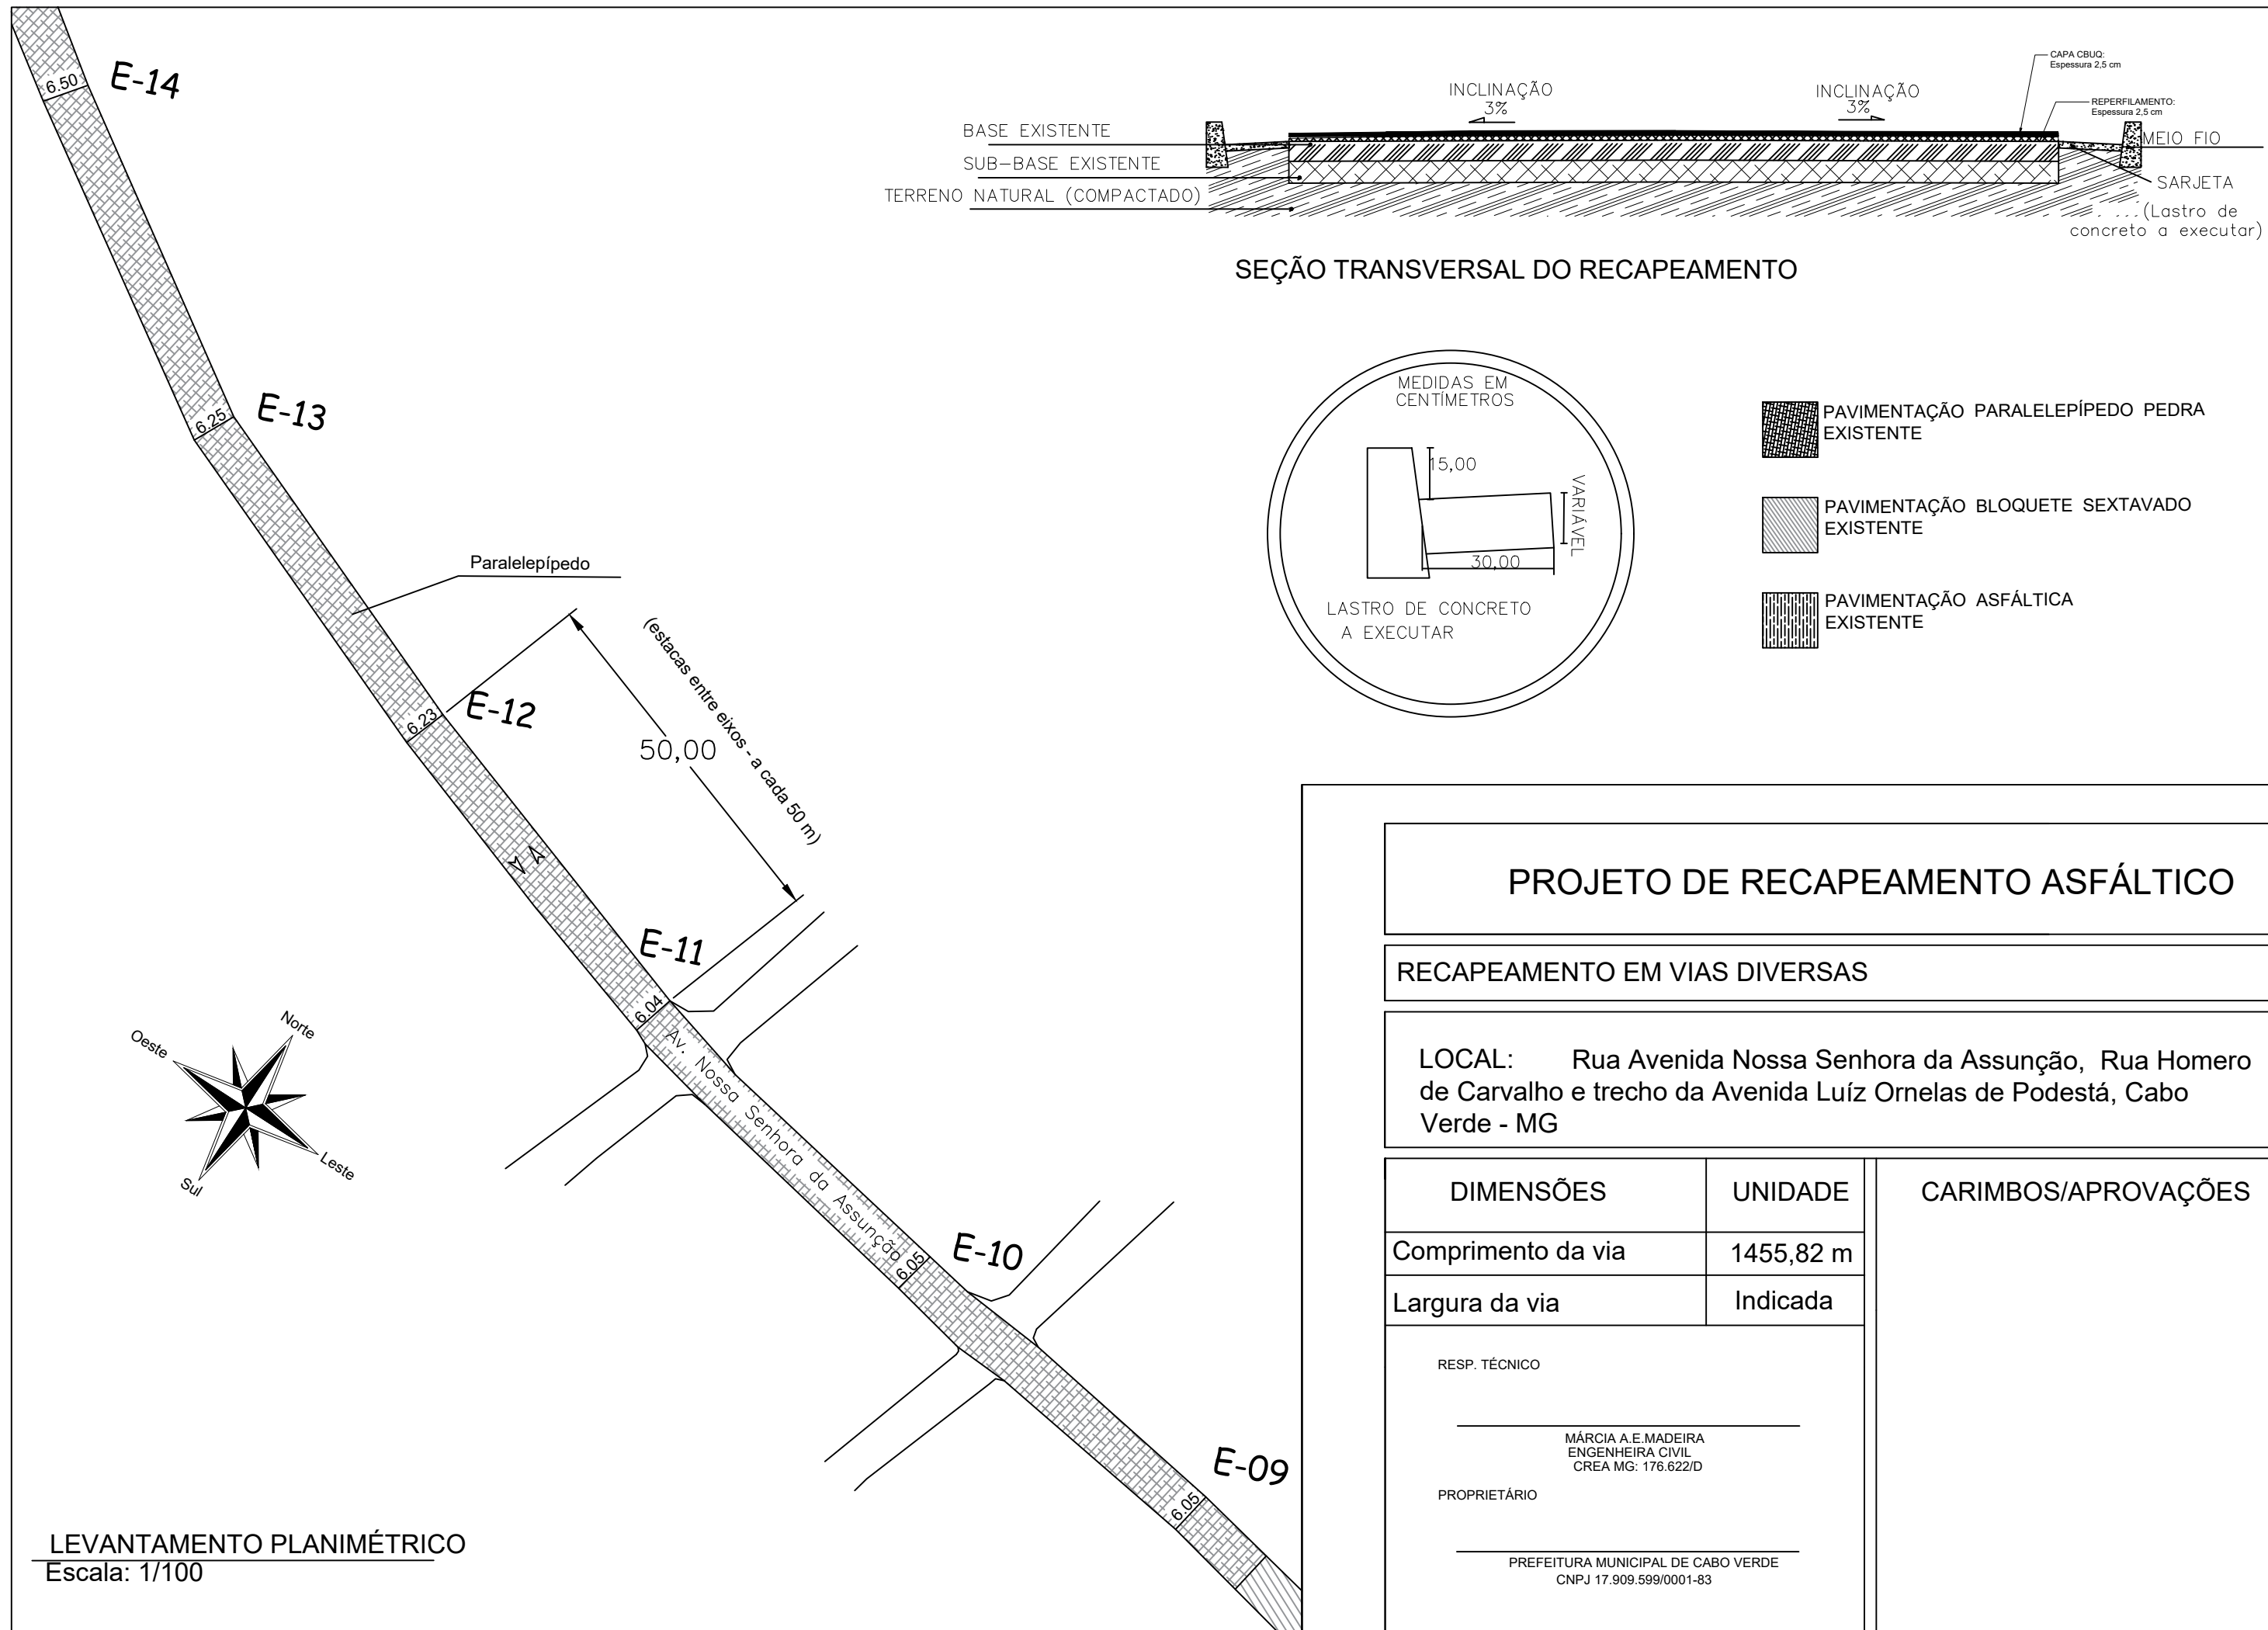 E-14
6.50
E-13
6.25
Paralelepípedo
(estacas entre eixos - a cada 50 m)
50,00
E-12
6.23
E-11
6.04
Av. Nossa Senhora da Assunção
E-10
6.05
E-09
6.05
Norte
Oeste
Leste
Sul
LEVANTAMENTO PLANIMÉTRICO
Escala: 1/100
CAPA CBUQ:
Espessura 2,5 cm
REPERFILAMENTO:
Espessura 2,5 cm
INCLINAÇÃO
3%
INCLINAÇÃO
3%
BASE EXISTENTE
SUB-BASE EXISTENTE
TERRENO NATURAL (COMPACTADO)
MEIO FIO
SARJETA
(Lastro de
concreto a executar)
SEÇÃO TRANSVERSAL DO RECAPEAMENTO
MEDIDAS EM
CENTÍMETROS
15,00
VARIÁVEL
30,00
LASTRO DE CONCRETO
A EXECUTAR
PAVIMENTAÇÃO PARALELEPÍPEDO PEDRA
EXISTENTE
PAVIMENTAÇÃO BLOQUETE SEXTAVADO
EXISTENTE
PAVIMENTAÇÃO ASFÁLTICA
EXISTENTE
PROJETO DE RECAPEAMENTO ASFÁLTICO
RECAPEAMENTO EM VIAS DIVERSAS
LOCAL: Rua Avenida Nossa Senhora da Assunção, Rua Homero
de Carvalho e trecho da Avenida Luíz Ornelas de Podestá, Cabo
Verde - MG
DIMENSÕES UNIDADE CARIMBOS/APROVAÇÕES
Comprimento da via 1455,82 m
Largura da via Indicada
RESP. TÉCNICO
MÁRCIA A.E.MADEIRA
ENGENHEIRA CIVIL
CREA MG: 176.622/D
PROPRIETÁRIO
PREFEITURA MUNICIPAL DE CABO VERDE
CNPJ 17.909.599/0001-83